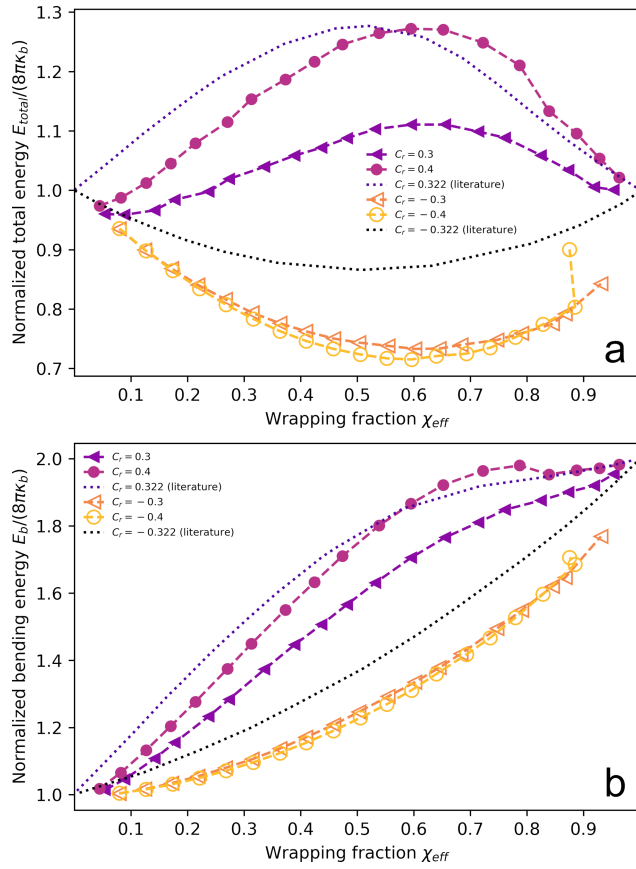 1.3
1.2
1.1
1.0
0.9
0.8
0.7
Normalized total energy E_total/(8πκ_b)
C_r = 0.3
C_r = 0.4
C_r = 0.322 (literature)
C_r = −0.3
C_r = −0.4
C_r = −0.322 (literature)
a
0.1 0.2 0.3 0.4 0.5 0.6 0.7 0.8 0.9
Wrapping fraction χ_eff
2.0
1.8
1.6
1.4
1.2
1.0
Normalized bending energy E_b/(8πκ_b)
C_r = 0.3
C_r = 0.4
C_r = 0.322 (literature)
C_r = −0.3
C_r = −0.4
C_r = −0.322 (literature)
b
0.1 0.2 0.3 0.4 0.5 0.6 0.7 0.8 0.9
Wrapping fraction χ_eff